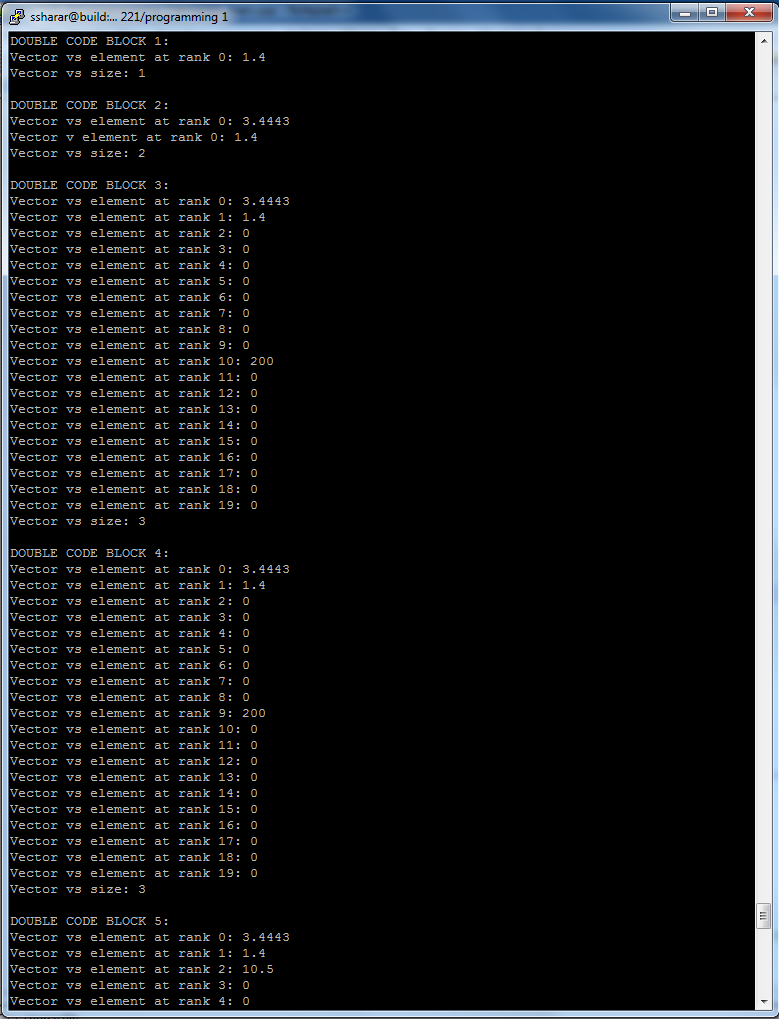 ssharar@build:... 221/programming 1
DOUBLE CODE BLOCK 1:
Vector vs element at rank 0: 1.4
Vector vs size: 1
DOUBLE CODE BLOCK 2:
Vector vs element at rank 0: 3.4443
Vector v element at rank 0: 1.4
Vector vs size: 2
DOUBLE CODE BLOCK 3:
Vector vs element at rank 0: 3.4443
Vector vs element at rank 1: 1.4
Vector vs element at rank 2: 0
Vector vs element at rank 3: 0
Vector vs element at rank 4: 0
Vector vs element at rank 5: 0
Vector vs element at rank 6: 0
Vector vs element at rank 7: 0
Vector vs element at rank 8: 0
Vector vs element at rank 9: 0
Vector vs element at rank 10: 200
Vector vs element at rank 11: 0
Vector vs element at rank 12: 0
Vector vs element at rank 13: 0
Vector vs element at rank 14: 0
Vector vs element at rank 15: 0
Vector vs element at rank 16: 0
Vector vs element at rank 17: 0
Vector vs element at rank 18: 0
Vector vs element at rank 19: 0
Vector vs size: 3
DOUBLE CODE BLOCK 4:
Vector vs element at rank 0: 3.4443
Vector vs element at rank 1: 1.4
Vector vs element at rank 2: 0
Vector vs element at rank 3: 0
Vector vs element at rank 4: 0
Vector vs element at rank 5: 0
Vector vs element at rank 6: 0
Vector vs element at rank 7: 0
Vector vs element at rank 8: 0
Vector vs element at rank 9: 200
Vector vs element at rank 10: 0
Vector vs element at rank 11: 0
Vector vs element at rank 12: 0
Vector vs element at rank 13: 0
Vector vs element at rank 14: 0
Vector vs element at rank 15: 0
Vector vs element at rank 16: 0
Vector vs element at rank 17: 0
Vector vs element at rank 18: 0
Vector vs element at rank 19: 0
Vector vs size: 3
DOUBLE CODE BLOCK 5:
Vector vs element at rank 0: 3.4443
Vector vs element at rank 1: 1.4
Vector vs element at rank 2: 10.5
Vector vs element at rank 3: 0
Vector vs element at rank 4: 0